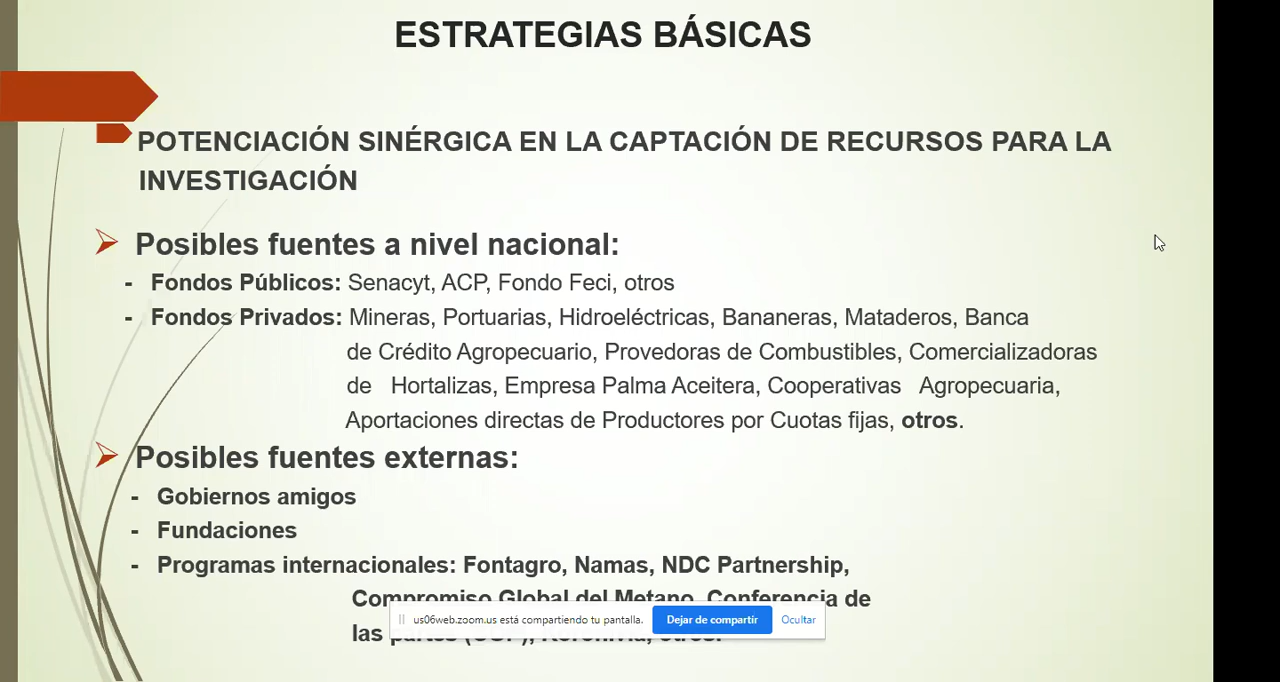 ESTRATEGIAS BÁSICAS
POTENCIACIÓN SINÉRGICA EN LA CAPTACIÓN DE RECURSOS PARA LA
INVESTIGACIÓN
Posibles fuentes a nivel nacional:
- Fondos Públicos: Senacyt, ACP, Fondo Feci, otros
- Fondos Privados: Mineras, Portuarias, Hidroeléctricas, Bananeras, Mataderos, Banca
de Crédito Agropecuario, Provedoras de Combustibles, Comercializadoras
de Hortalizas, Empresa Palma Aceitera, Cooperativas Agropecuaria,
Aportaciones directas de Productores por Cuotas fijas, otros.
Posibles fuentes externas:
- Gobiernos amigos
- Fundaciones
- Programas internacionales: Fontagro, Namas, NDC Partnership,
Compromiso Global del Metano, Conferencia de
us06web.zoom.us está compartiendo tu pantalla. Dejar de compartir Ocultar
las partes